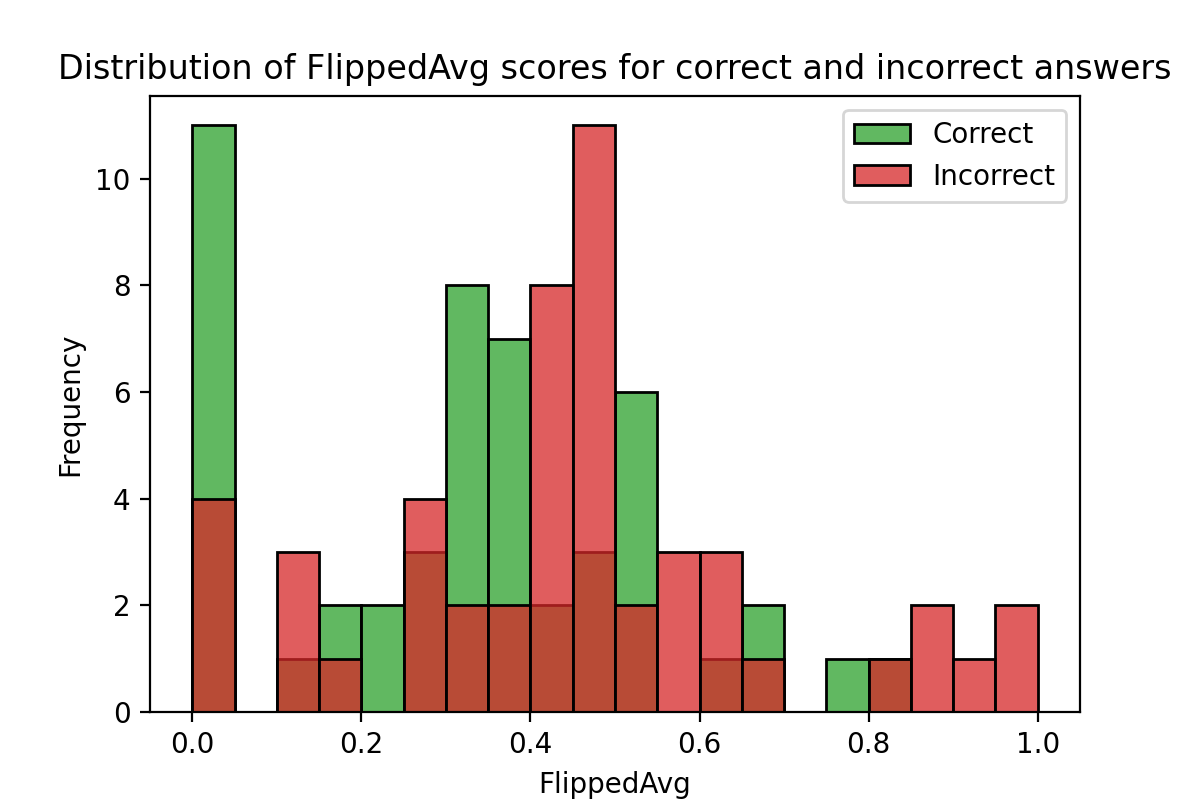 Distribution of FlippedAvg scores for correct and incorrect answers
Correct
Incorrect
10
8
6
4
2
0
Frequency
0.0 0.2 0.4 0.6 0.8 1.0
FlippedAvg